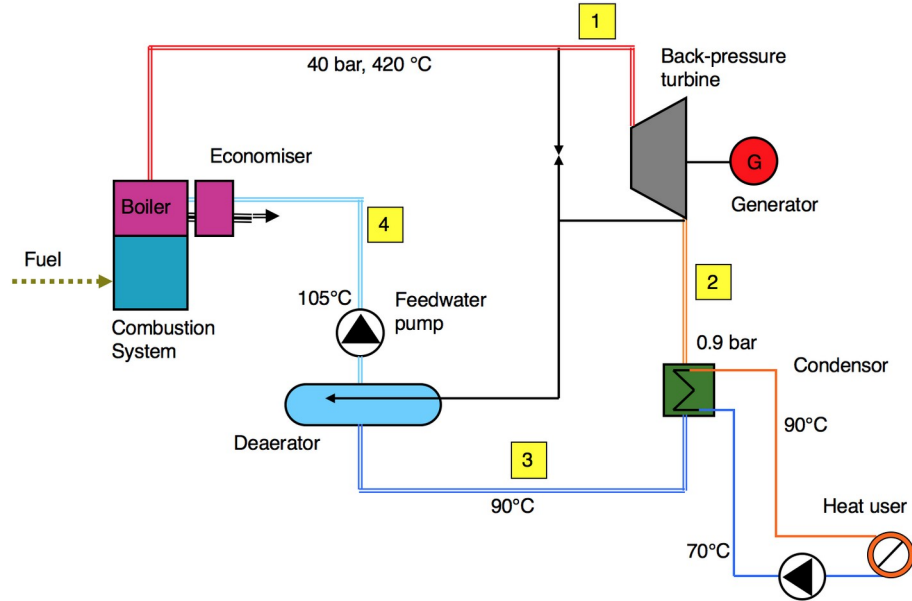 1
Back-pressure
turbine
40 bar, 420 °C
Economiser
G
Boiler
Generator
4
Fuel
2
105°C
Feedwater
pump
Combustion
System
0.9 bar
Condensor
90°C
Deaerator
3
90°C
Heat user
70°C